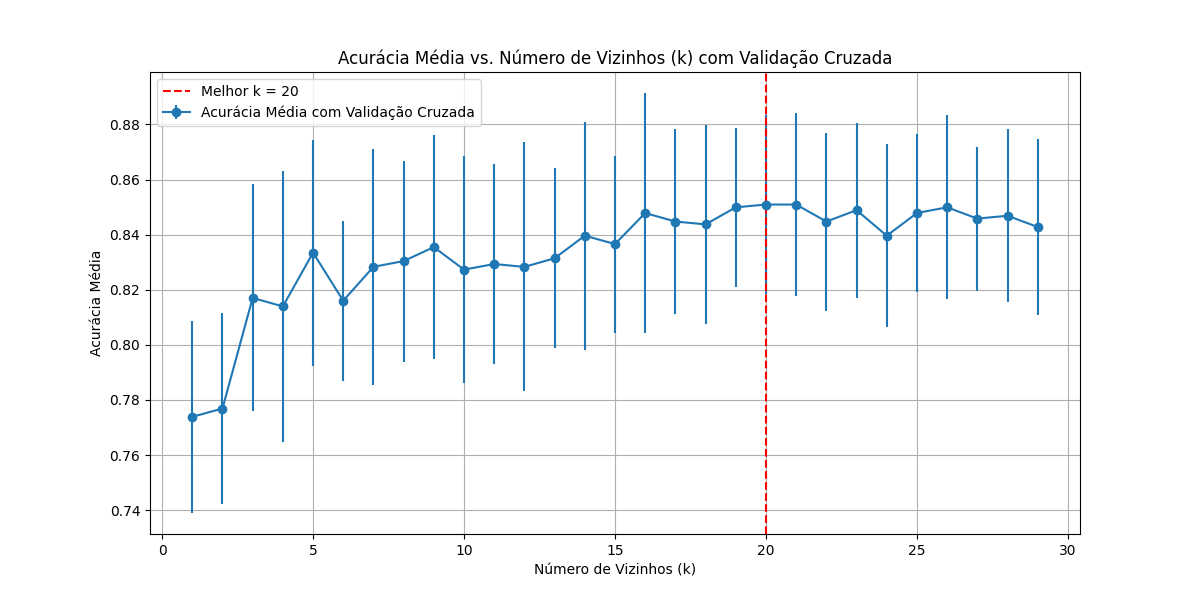 Acurácia Média vs. Número de Vizinhos (k) com Validação Cruzada
Melhor k = 20
Acurácia Média com Validação Cruzada
Acurácia Média
0.88
0.86
0.84
0.82
0.80
0.78
0.76
0.74
0 5 10 15 20 25 30
Número de Vizinhos (k)